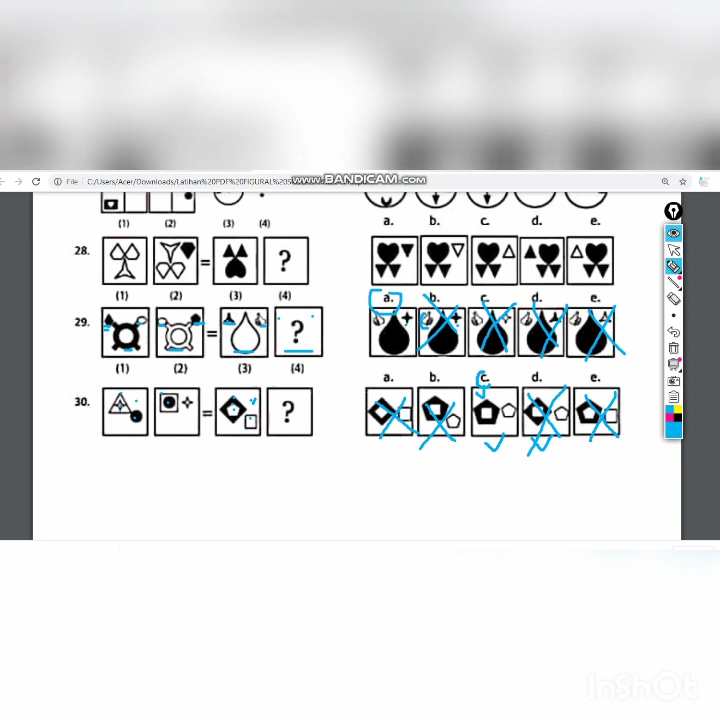 www.BANDICAM.com
File C:/Users/Acer/Downloads/Latihan%20PDF%20FIGURAL%20S
(1) (2) (3) (4) a. b. c. d. e.
28. = ?
(1) (2) (3) (4) a. b. c. d. e.
29. = ?
(1) (2) (3) (4) a. b. c. d. e.
30. = ?
InShOt